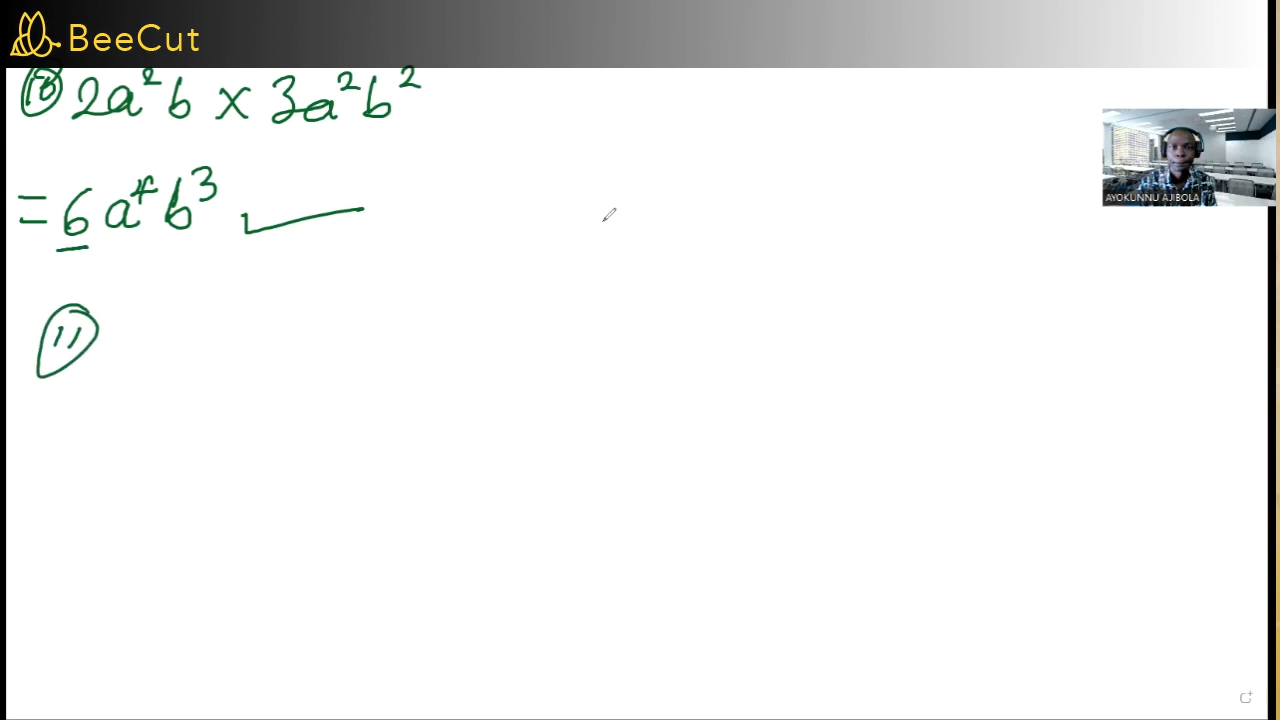 BeeCut
⑩ 2a²b × 3a²b²
AYOKUNNU AJIBOLA
= 6a⁴b³ ✓
⑪